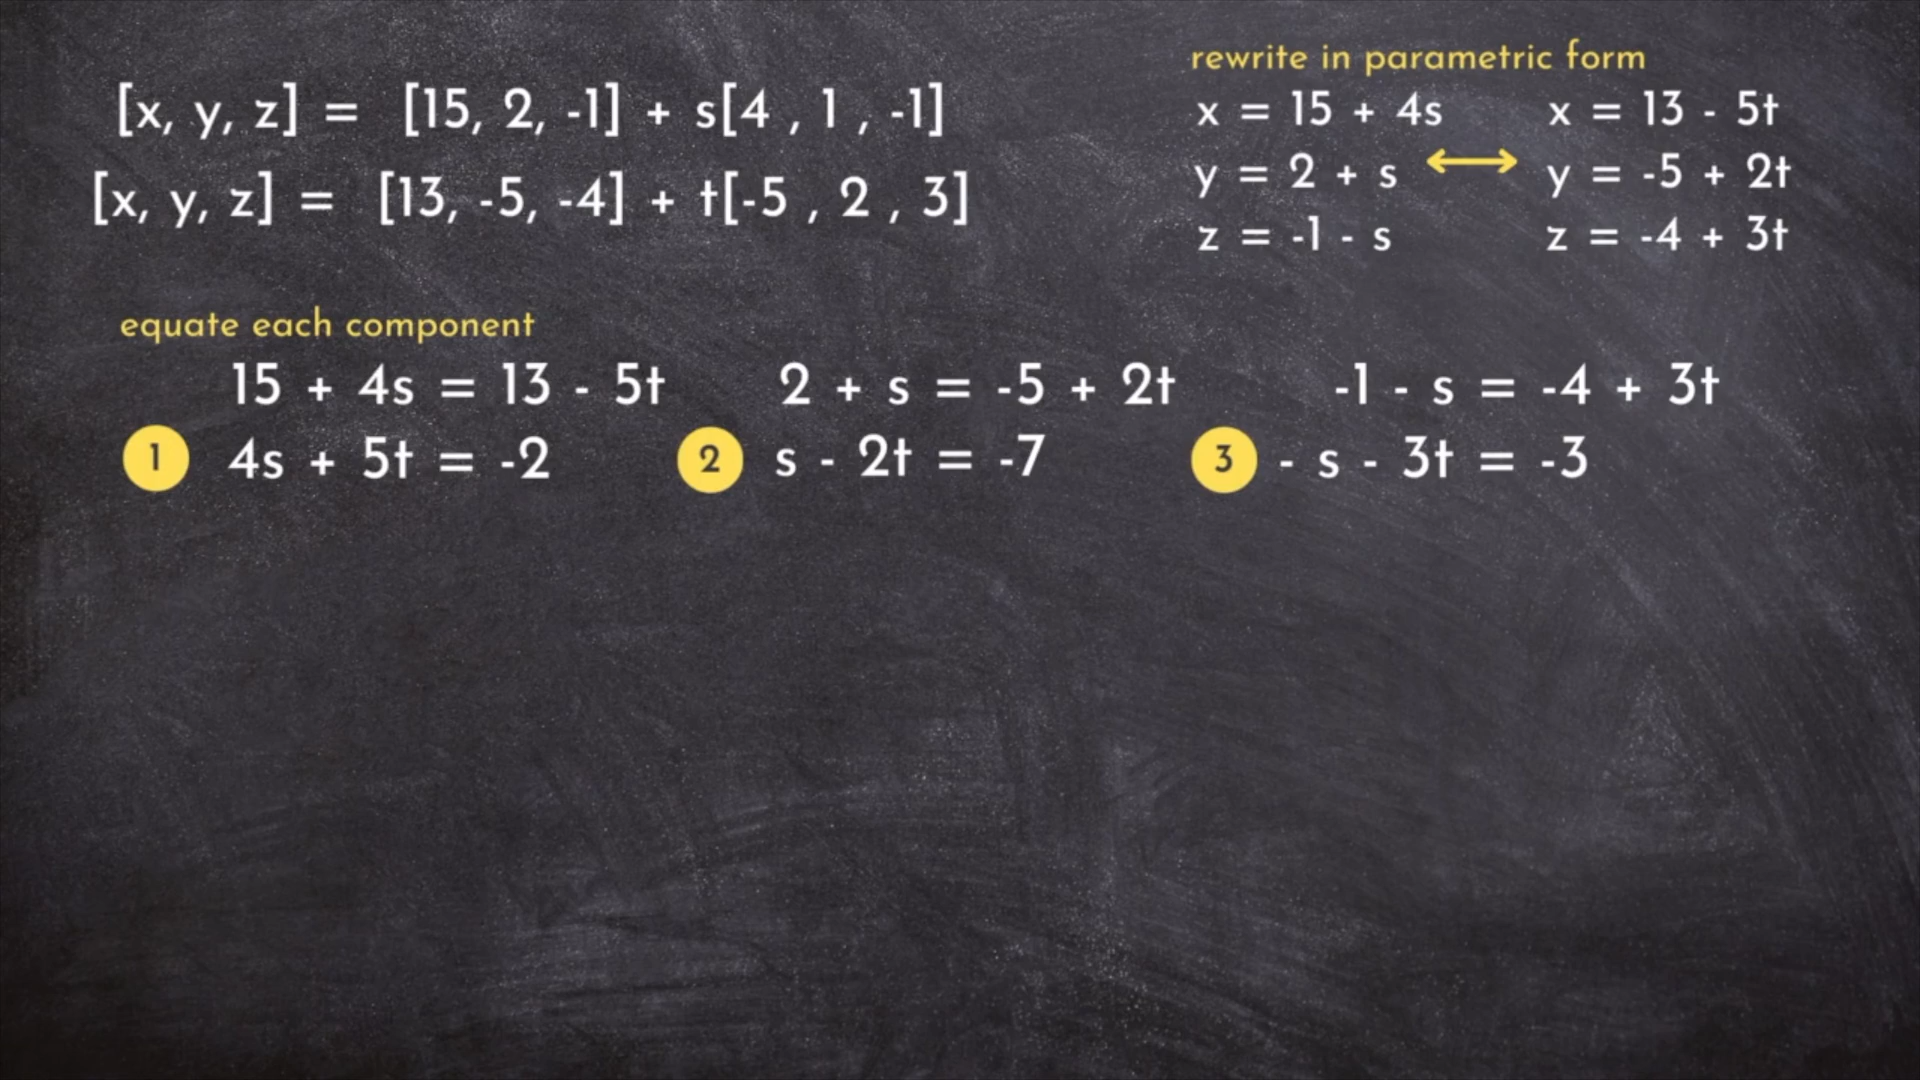 [x, y, z] = [15, 2, -1] + s[4 , 1 , -1]
[x, y, z] = [13, -5, -4] + t[-5 , 2 , 3]
rewrite in parametric form
x = 15 + 4s x = 13 - 5t
y = 2 + s y = -5 + 2t
z = -1 - s z = -4 + 3t
equate each component
15 + 4s = 13 - 5t 2 + s = -5 + 2t -1 - s = -4 + 3t
1 4s + 5t = -2 2 s - 2t = -7 3 - s - 3t = -3